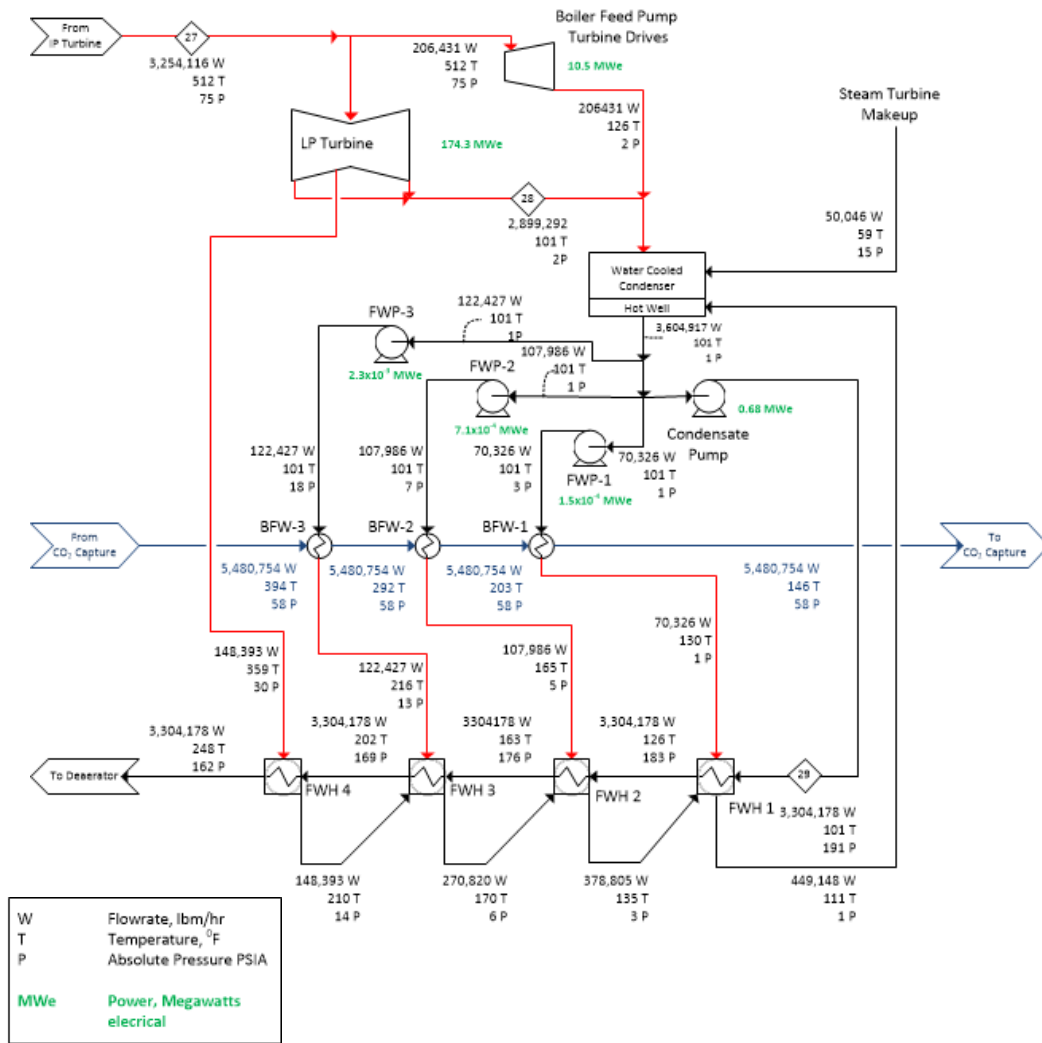 From
IP Turbine
27
3,254,116 W
512 T
75 P
206,431 W
512 T
75 P
Boiler Feed Pump
Turbine Drives
10.5 MWe
LP Turbine
174.3 MWe
206431 W
126 T
2 P
Steam Turbine
Makeup
28
2,899,292
101 T
2P
50,046 W
59 T
15 P
Water Cooled
Condenser
Hot Well
3,604,917 W
101 T
1 P
FWP-3
122,427 W
101 T
1P
2.3x10⁻³ MWe
FWP-2
107,986 W
101 T
1 P
7.1x10⁻⁴ MWe
0.68 MWe
Condensate
Pump
122,427 W
101 T
18 P
107,986 W
101 T
7 P
70,326 W
101 T
3 P
FWP-1
1.5x10⁻⁴ MWe
70,326 W
101 T
1 P
From
CO₂ Capture
BFW-3
BFW-2
BFW-1
To
CO₂ Capture
5,480,754 W
394 T
58 P
5,480,754 W
292 T
58 P
5,480,754 W
203 T
58 P
5,480,754 W
146 T
58 P
148,393 W
359 T
30 P
122,427 W
216 T
13 P
107,986 W
165 T
5 P
70,326 W
130 T
1 P
3,304,178 W
248 T
162 P
3,304,178 W
202 T
169 P
3304178 W
163 T
176 P
3,304,178 W
126 T
183 P
To Deaerator
FWH 4
FWH 3
FWH 2
FWH 1
29
3,304,178 W
101 T
191 P
148,393 W
210 T
14 P
270,820 W
170 T
6 P
378,805 W
135 T
3 P
449,148 W
111 T
1 P
W Flowrate, lbm/hr
T Temperature, ⁰F
P Absolute Pressure PSIA
MWe Power, Megawatts
elecrical